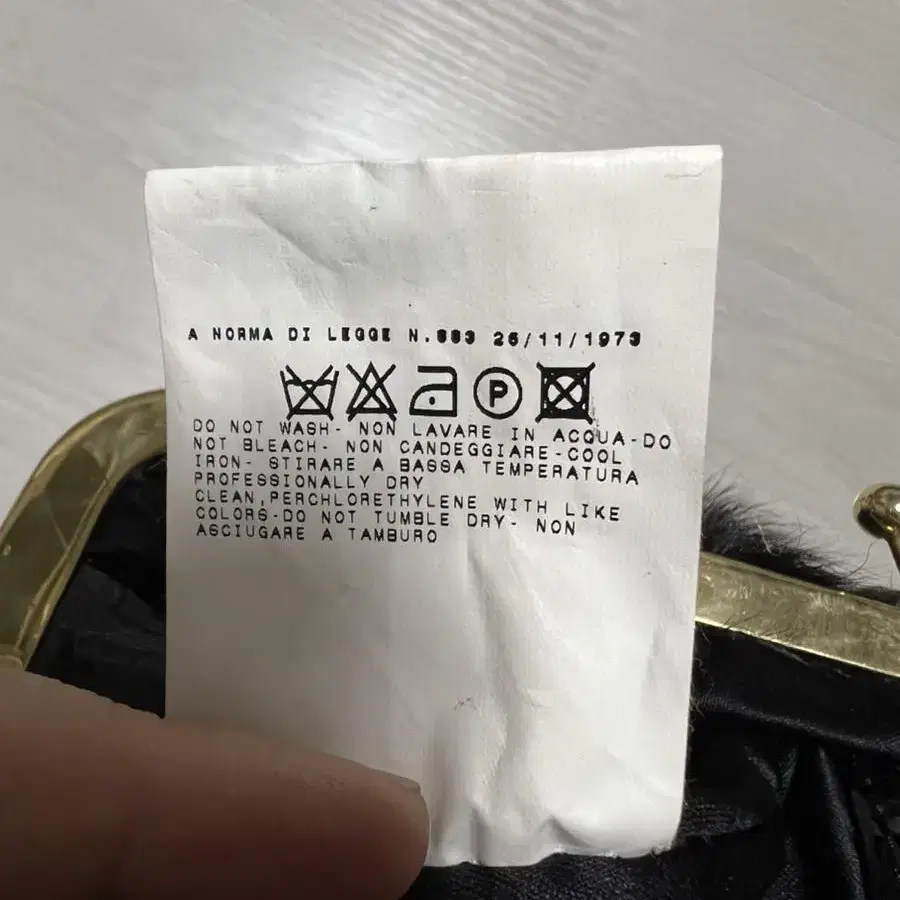 A NORMA DI LEGGE N.883 26/11/1973
P
DO NOT WASH- NON LAVARE IN ACQUA-DO
NOT BLEACH- NON CANDEGGIARE-COOL
IRON- STIRARE A BASSA TEMPERATURA
PROFESSIONALLY DRY
CLEAN,PERCHLORETHYLENE WITH LIKE
COLORS-DO NOT TUMBLE DRY- NON
ASCIUGARE A TAMBURO